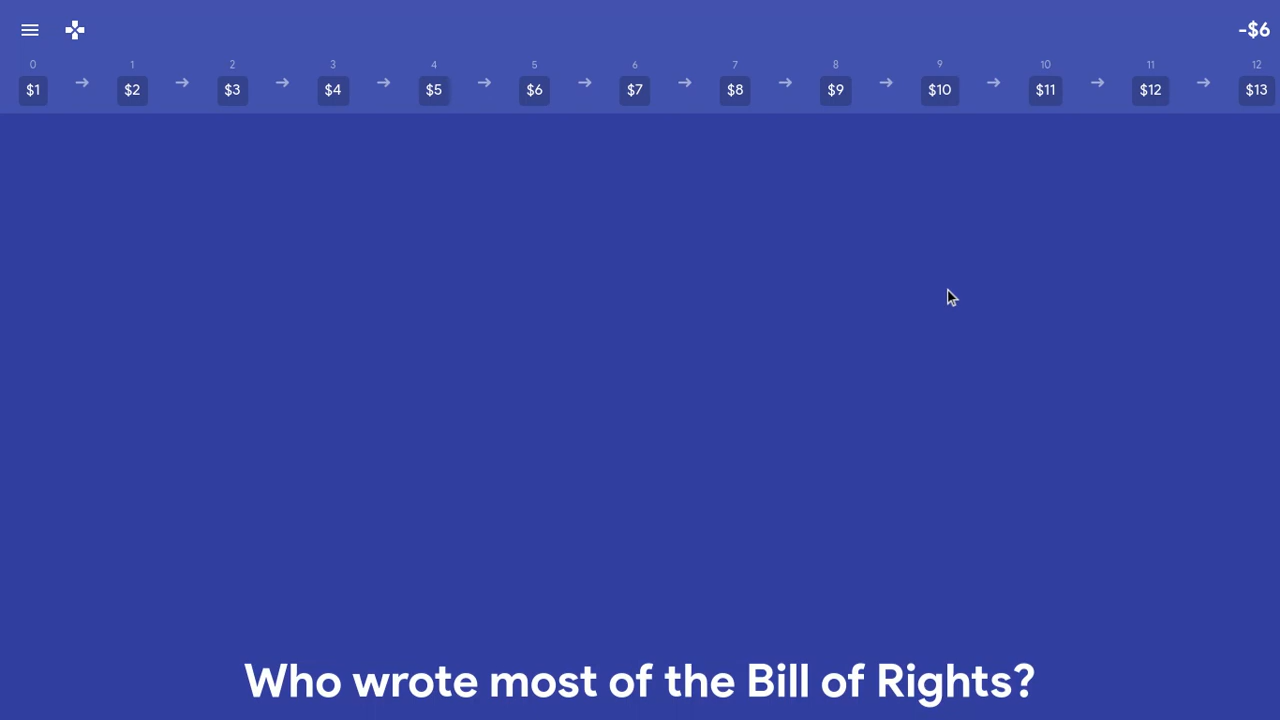 -$6
0 1 2 3 4 5 6 7 8 9 10 11 12
$1 → $2 → $3 → $4 → $5 → $6 → $7 → $8 → $9 → $10 → $11 → $12 → $13
Who wrote most of the Bill of Rights?